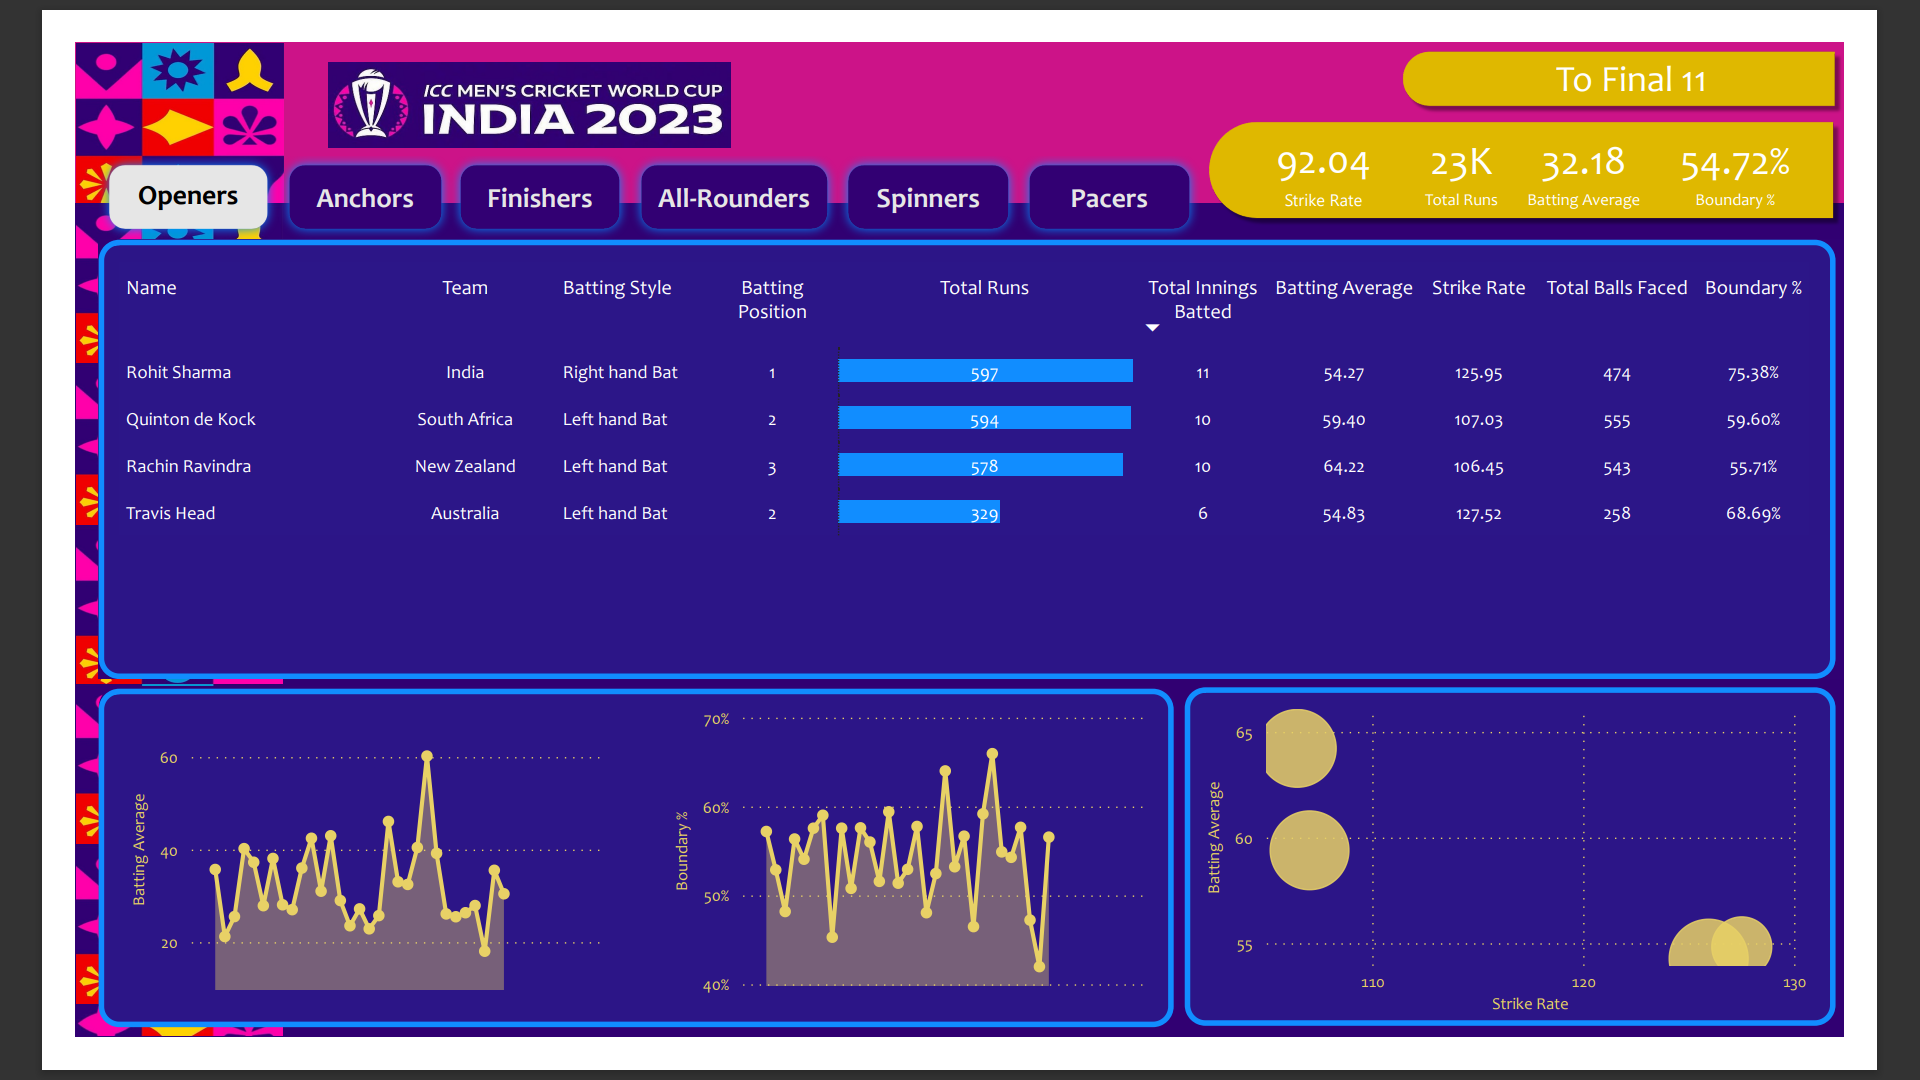 ICC MEN'S CRICKET WORLD CUP
INDIA 2023
To Final 11
92.04 23K 32.18 54.72%
Strike Rate Total Runs Batting Average Boundary %
Openers Anchors Finishers All-Rounders Spinners Pacers
Name Team Batting Style Batting Position Total Runs Total Innings Batted Batting Average Strike Rate Total Balls Faced Boundary %
Rohit Sharma India Right hand Bat 1 597 11 54.27 125.95 474 75.38%
Quinton de Kock South Africa Left hand Bat 2 594 10 59.40 107.03 555 59.60%
Rachin Ravindra New Zealand Left hand Bat 3 578 10 64.22 106.45 543 55.71%
Travis Head Australia Left hand Bat 2 329 6 54.83 127.52 258 68.69%
Batting Average
60
40
20
Boundary %
70%
60%
50%
40%
Batting Average
65
60
55
110 120 130
Strike Rate